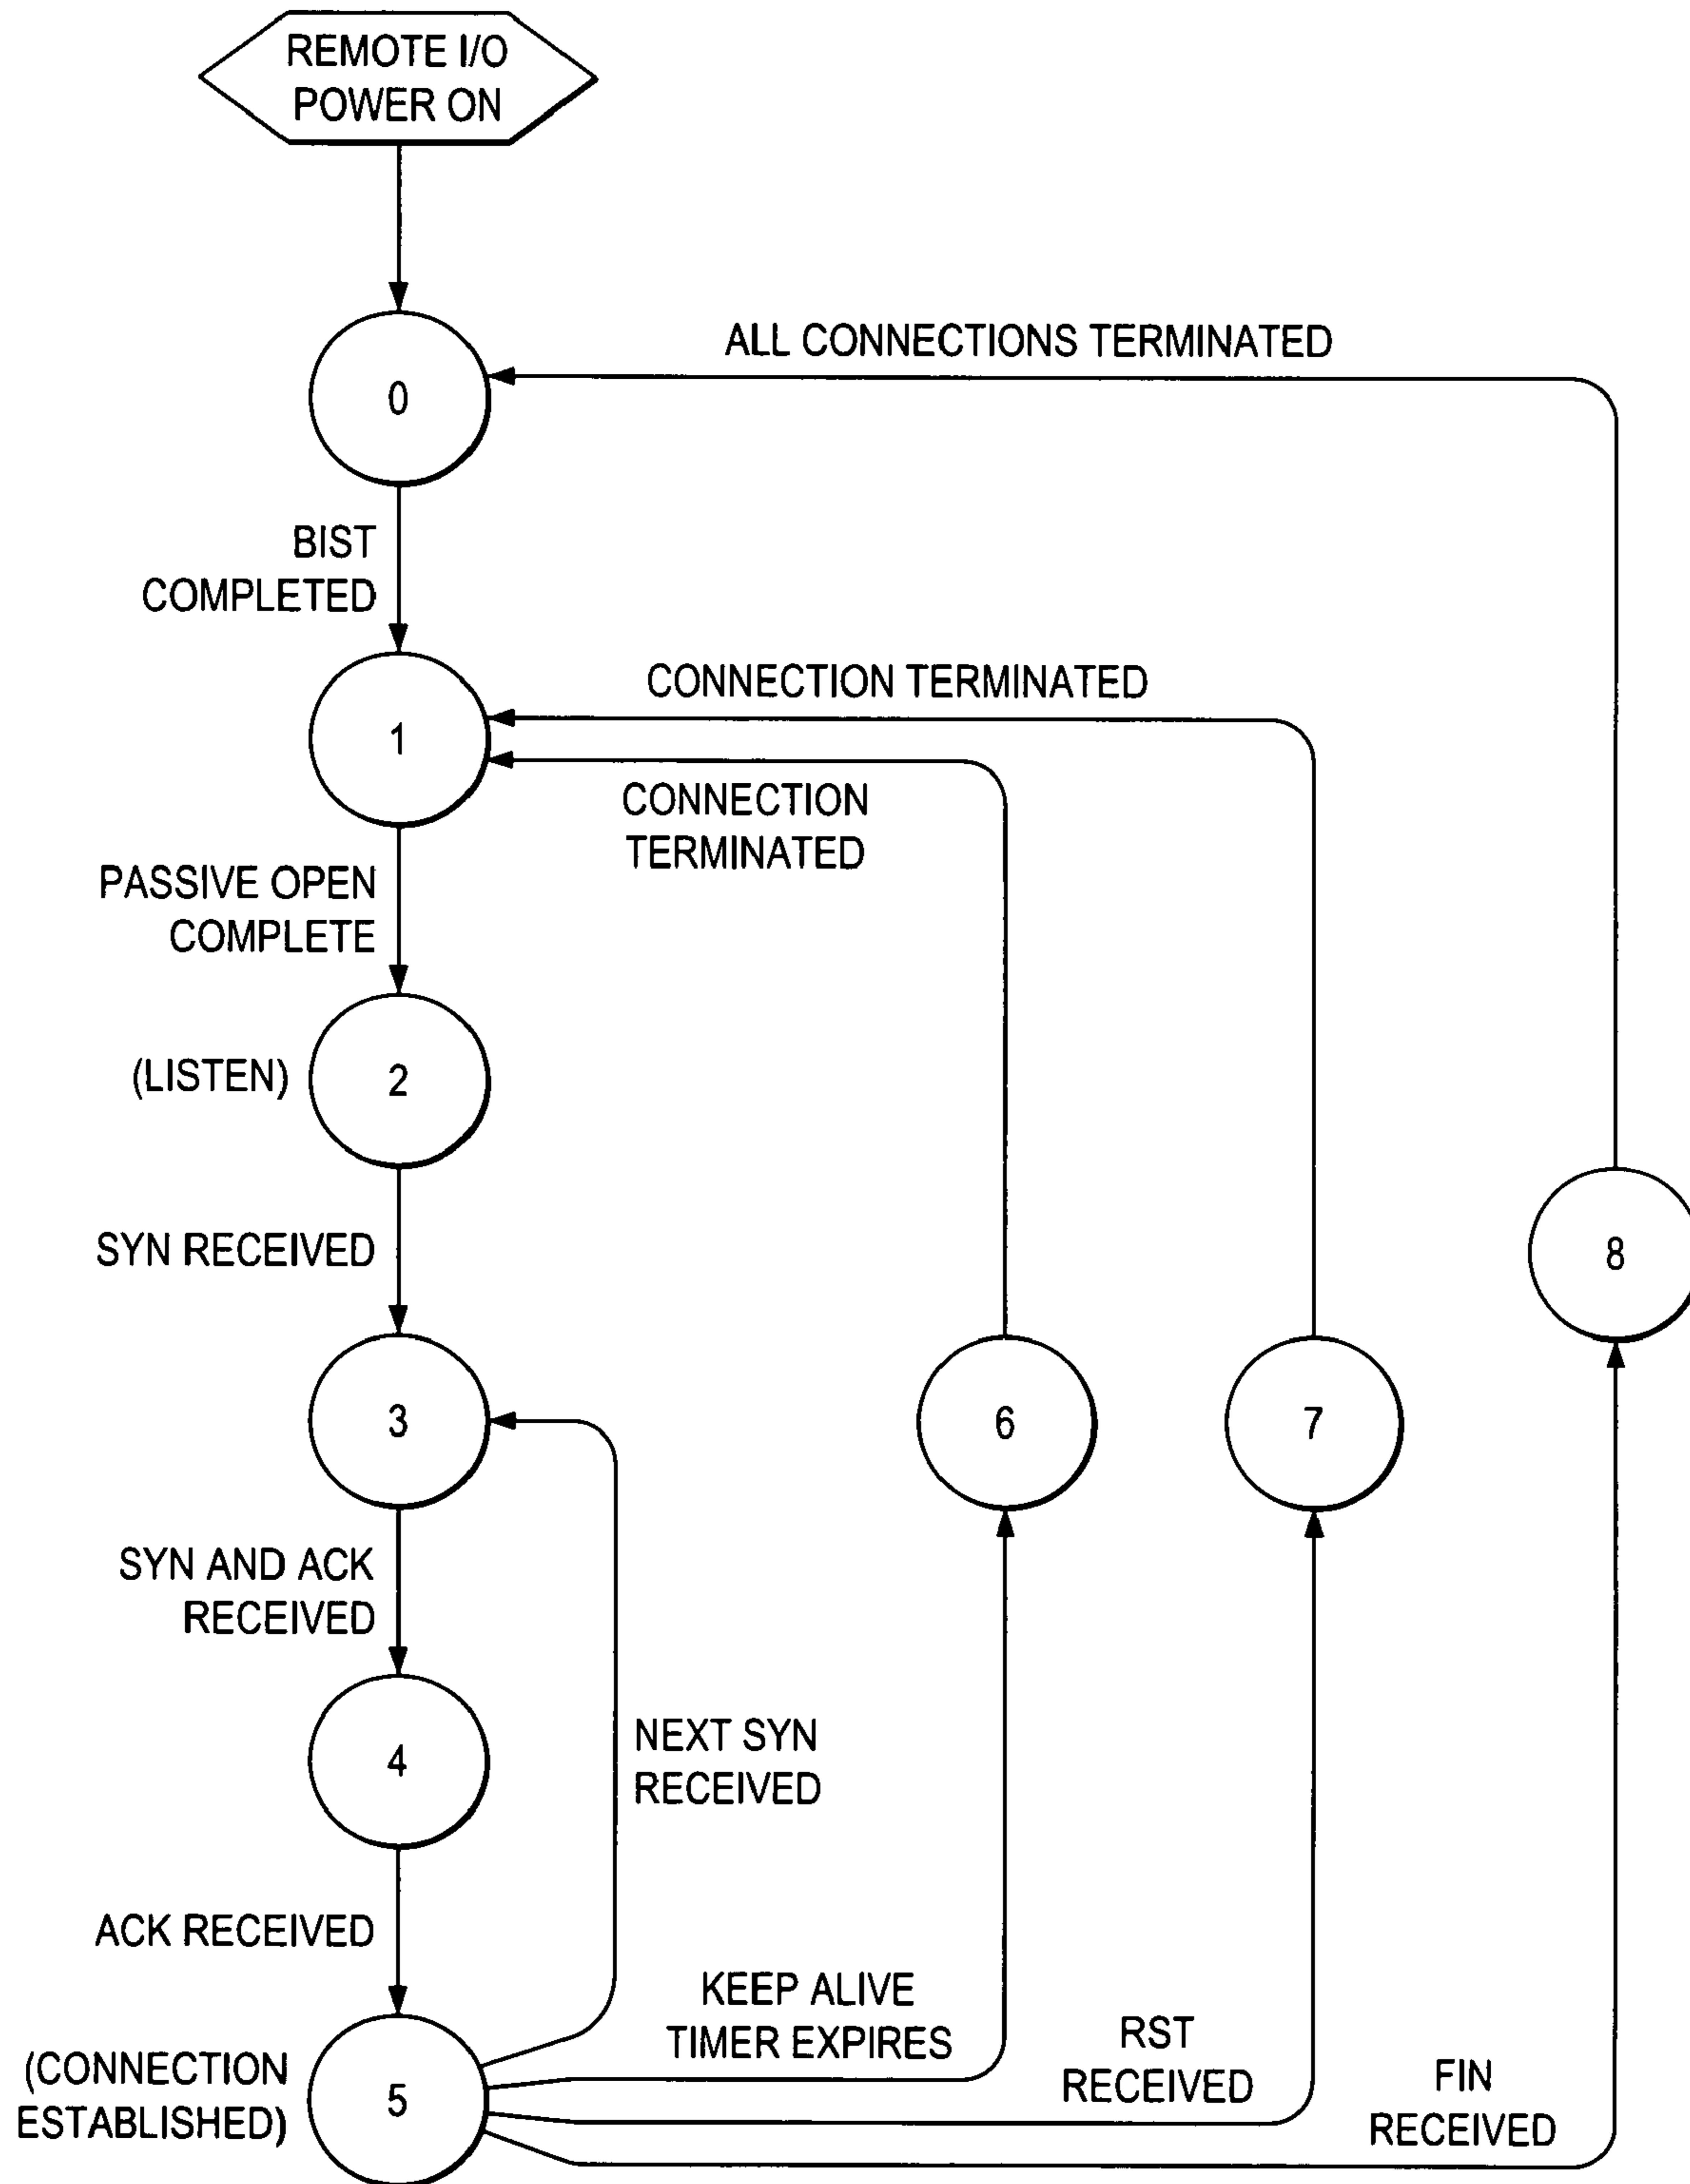 REMOTE I/O
POWER ON
ALL CONNECTIONS TERMINATED
0
BIST
COMPLETED
CONNECTION TERMINATED
1
CONNECTION
TERMINATED
PASSIVE OPEN
COMPLETE
(LISTEN)
2
SYN RECEIVED
8
3
6
7
SYN AND ACK
RECEIVED
4
NEXT SYN
RECEIVED
ACK RECEIVED
KEEP ALIVE
TIMER EXPIRES
RST
RECEIVED
FIN
RECEIVED
(CONNECTION
ESTABLISHED)
5